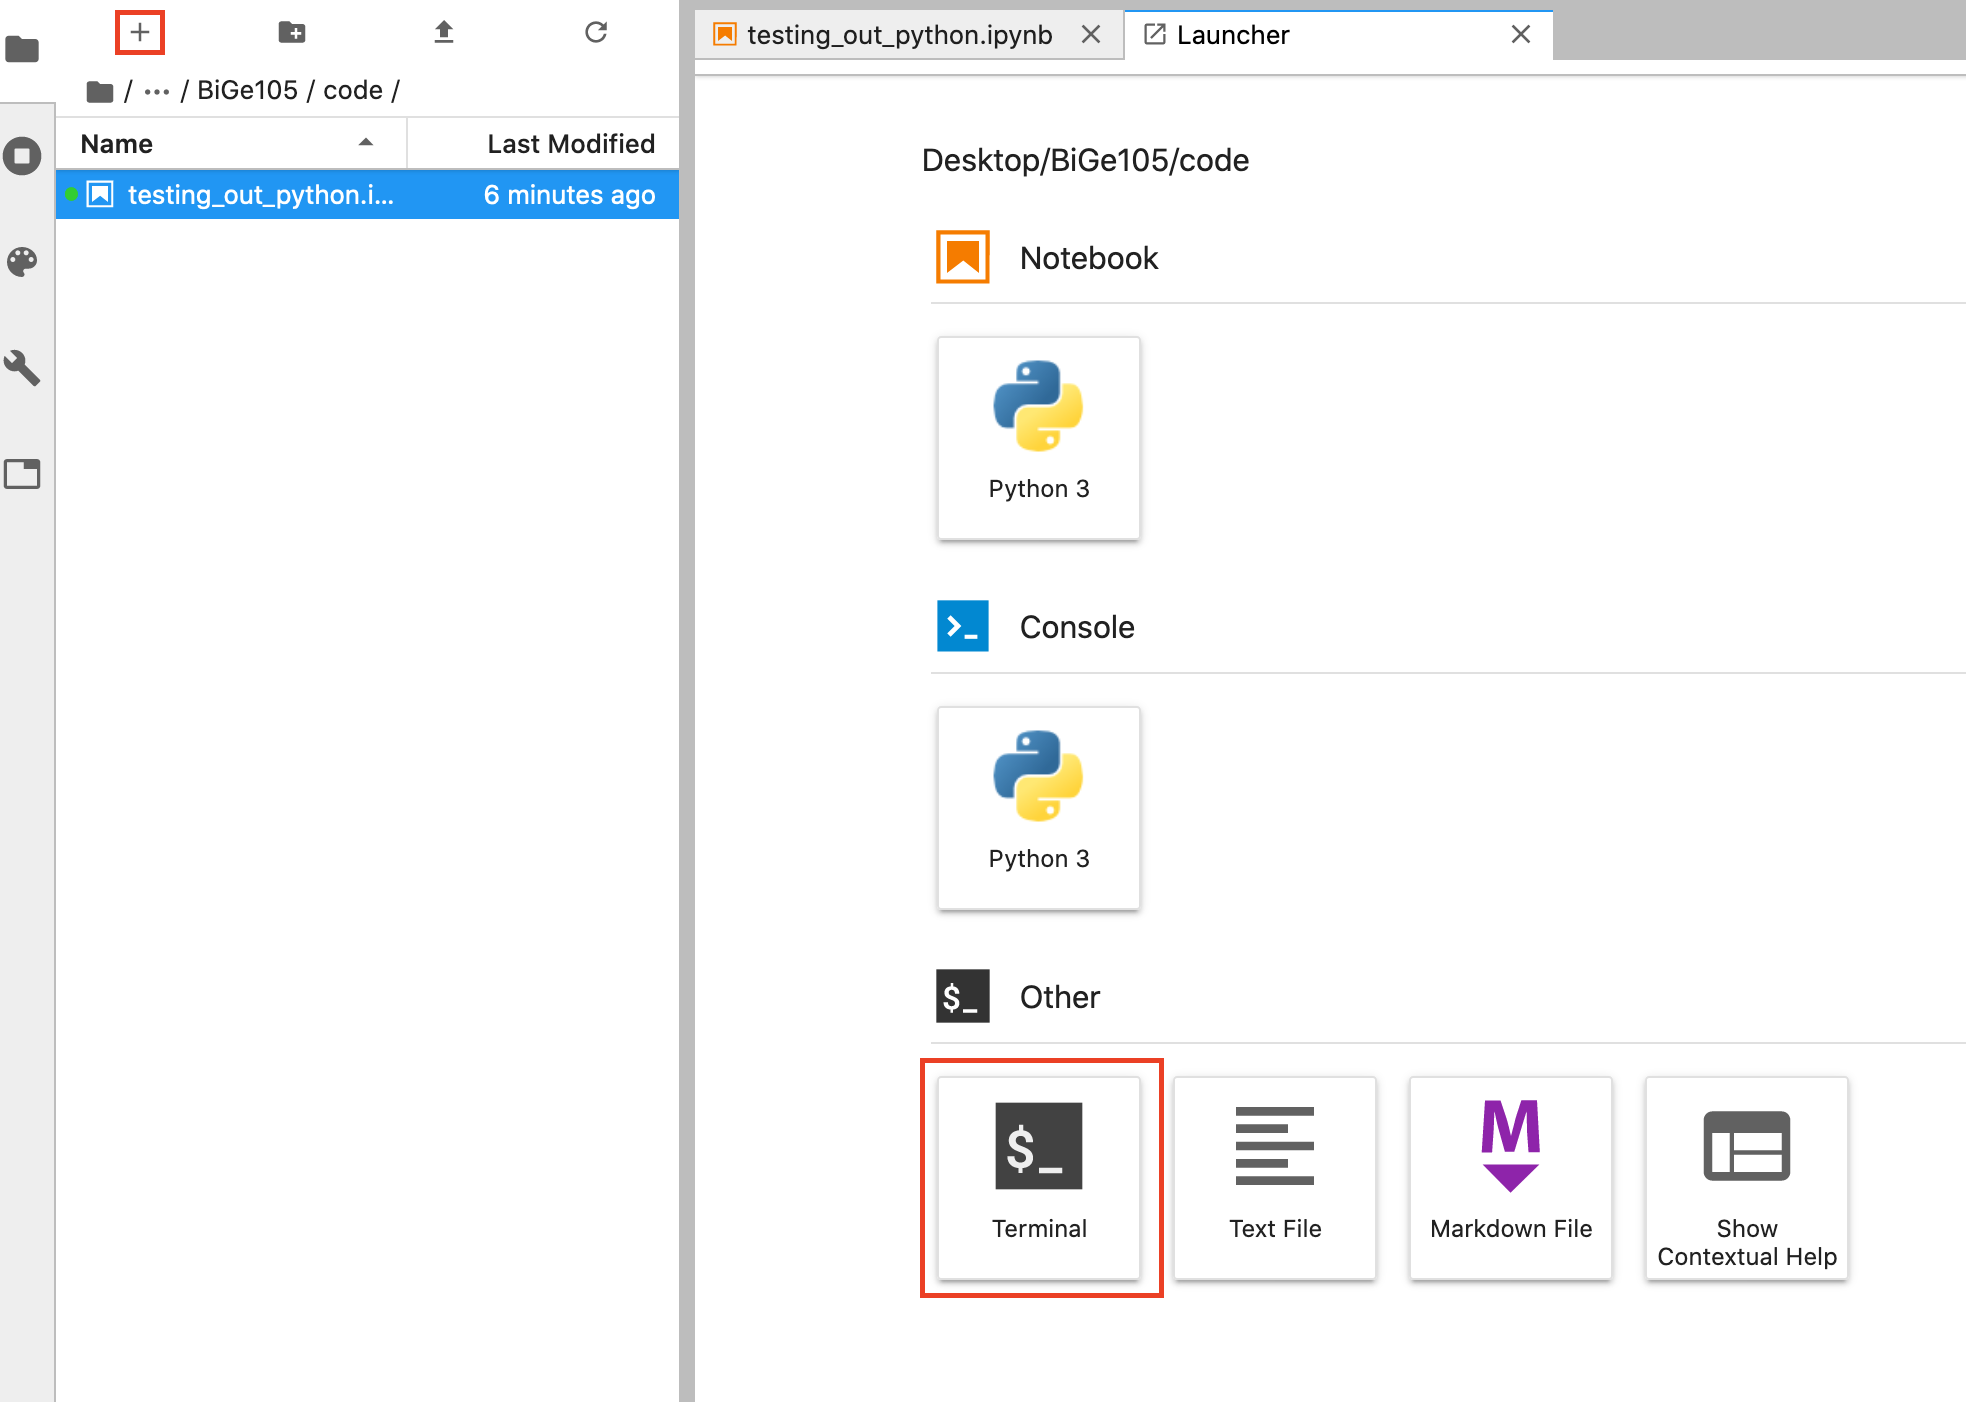 testing_out_python.ipynb
Launcher
/ ··· / BiGe105 / code /
Name Last Modified
testing_out_python.i... 6 minutes ago
Desktop/BiGe105/code
Notebook
Python 3
>_ Console
Python 3
$_ Other
$_
Terminal
Text File
M
Markdown File
Show
Contextual Help